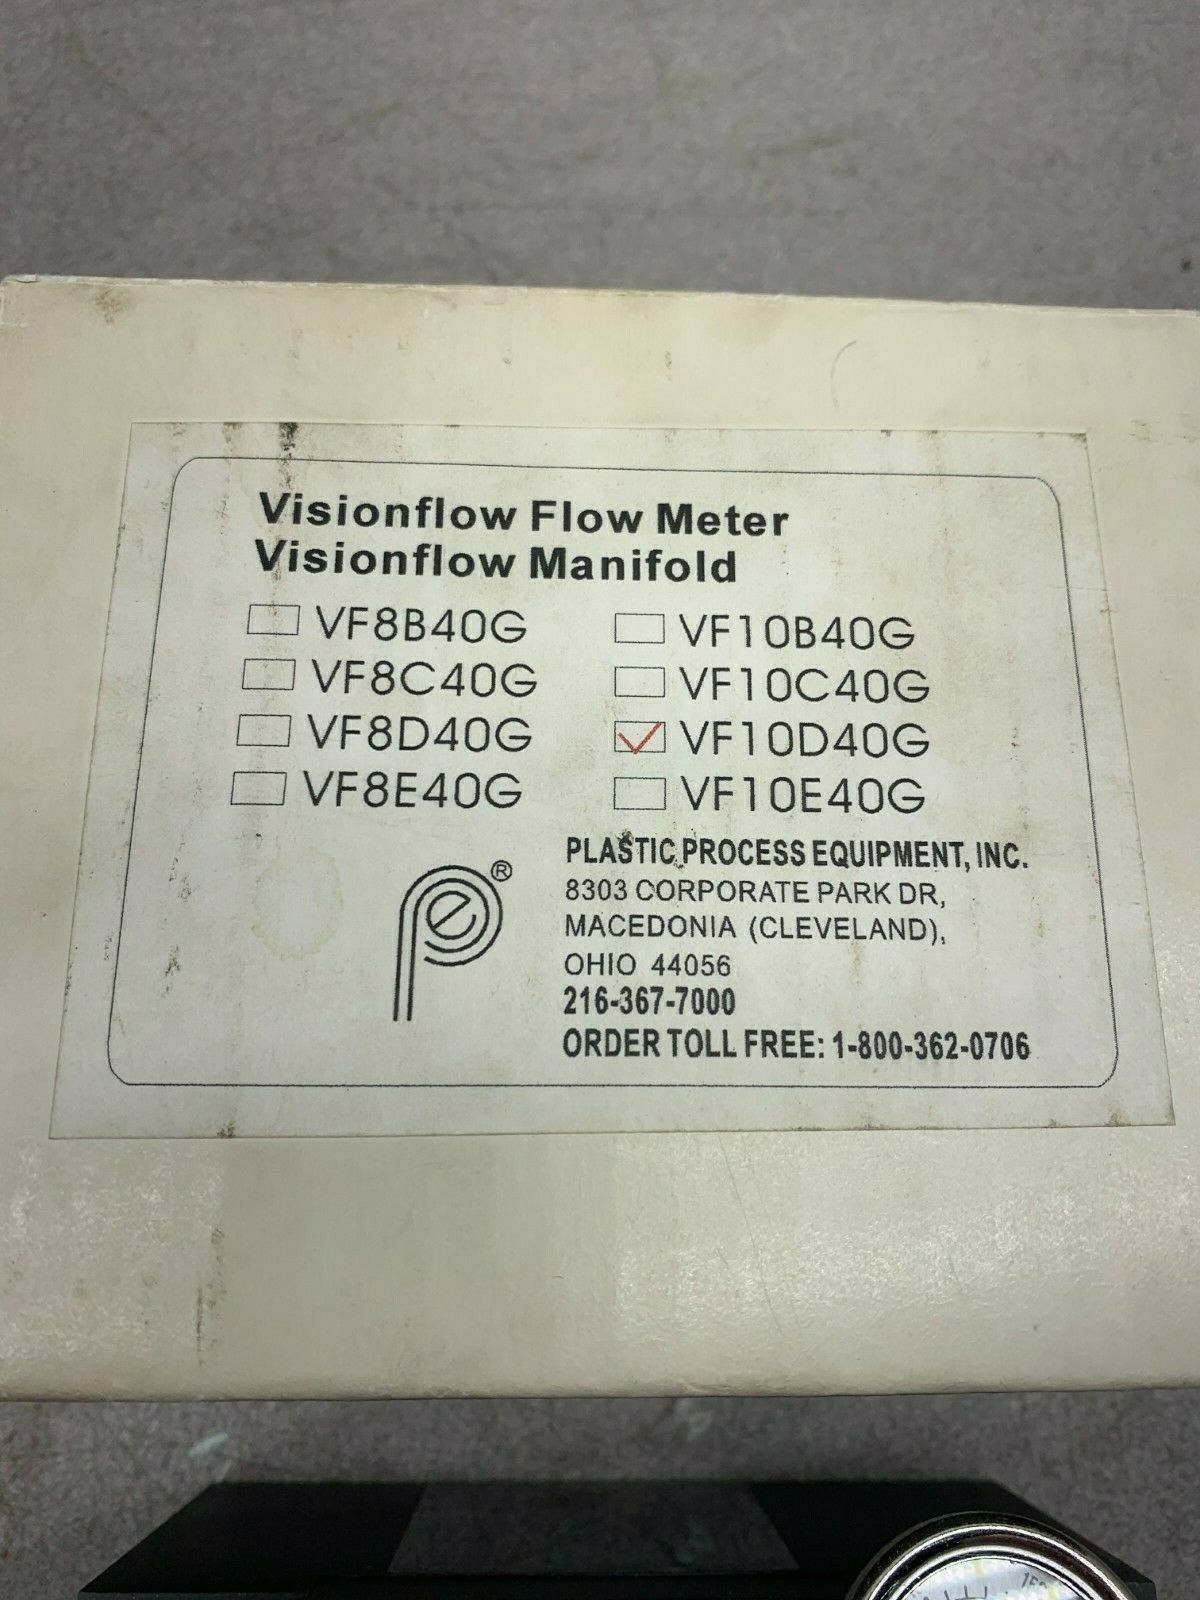 Visionflow Flow Meter
Visionflow Manifold
VF8B40G VF10B40G
VF8C40G VF10C40G
VF8D40G VF10D40G
VF8E40G VF10E40G
PPE®
PLASTIC PROCESS EQUIPMENT, INC.
8303 CORPORATE PARK DR,
MACEDONIA (CLEVELAND),
OHIO 44056
216-367-7000
ORDER TOLL FREE: 1-800-362-0706